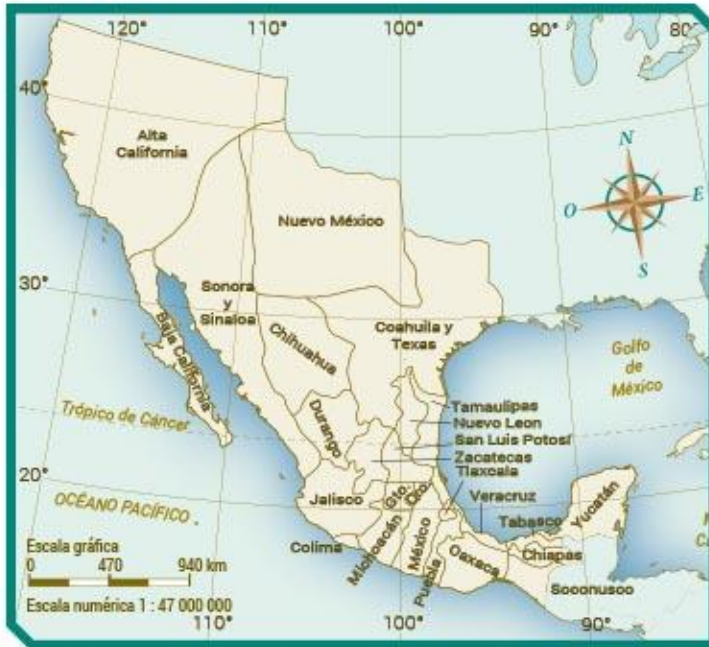 120°
110°
100°
90°
80°
40°
Alta
California
N
O
E
S
Nuevo México
30°
Sonora
y
Sinaloa
Chihuahua
Coahuila y
Texas
Baja California
Golfo
de
México
Trópico de Cáncer
Durango
Tamaulipas
Nuevo Leon
San Luis Potosí
Zacatecas
Tlaxcala
20°
Jalisco
Gto.
Qro.
Veracruz
Tabasco
Yucatán
OCÉANO PACÍFICO
Colima
Michoacán
México
Puebla
Oaxaca
Chiapas
Soconusco
Escala gráfica
0 470 940 km
Escala numérica 1 : 47 000 000
110°
100°
90°